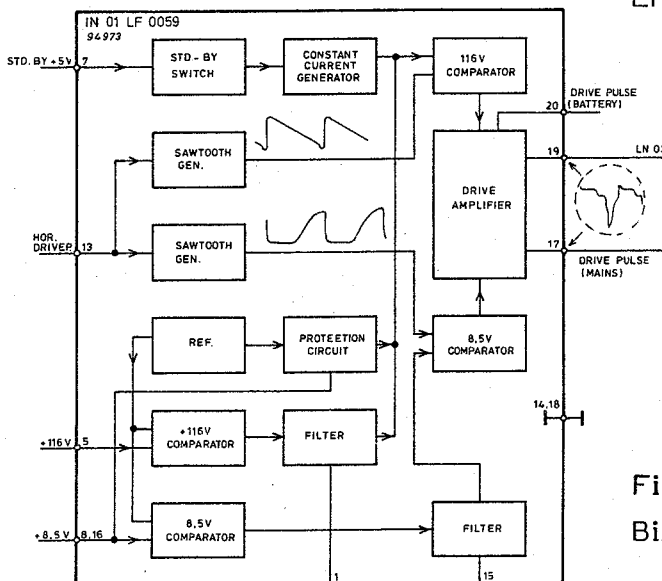 IN 01 LF 0059
94973
STD. BY +5V
7
STD.- BY
SWITCH
CONSTANT
CURRENT
GENERATOR
116V
COMPARATOR
20
DRIVE PULSE
(BATTERY)
SAWTOOTH
GEN.
DRIVE
AMPLIFIER
19
LN 03
HOR.
DRIVER
13
SAWTOOTH
GEN.
17
DRIVE PULSE
(MAINS)
REF.
PROTEETION
CIRCUIT
8,5V
COMPARATOR
14,18
+116V
5
+116V
COMPARATOR
FILTER
+8,5V
8,16
8,5V
COMPARATOR
FILTER
1
15
Fi
Bi